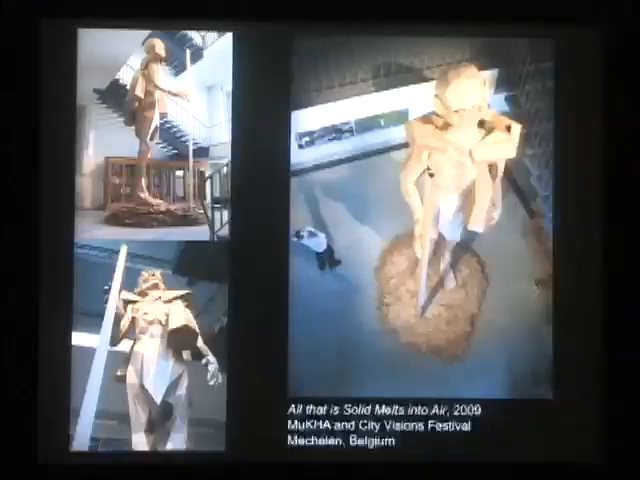 All that is Solid Melts into Air, 2009
MuKHA and City Visions Festival
Mechelen, Belgium